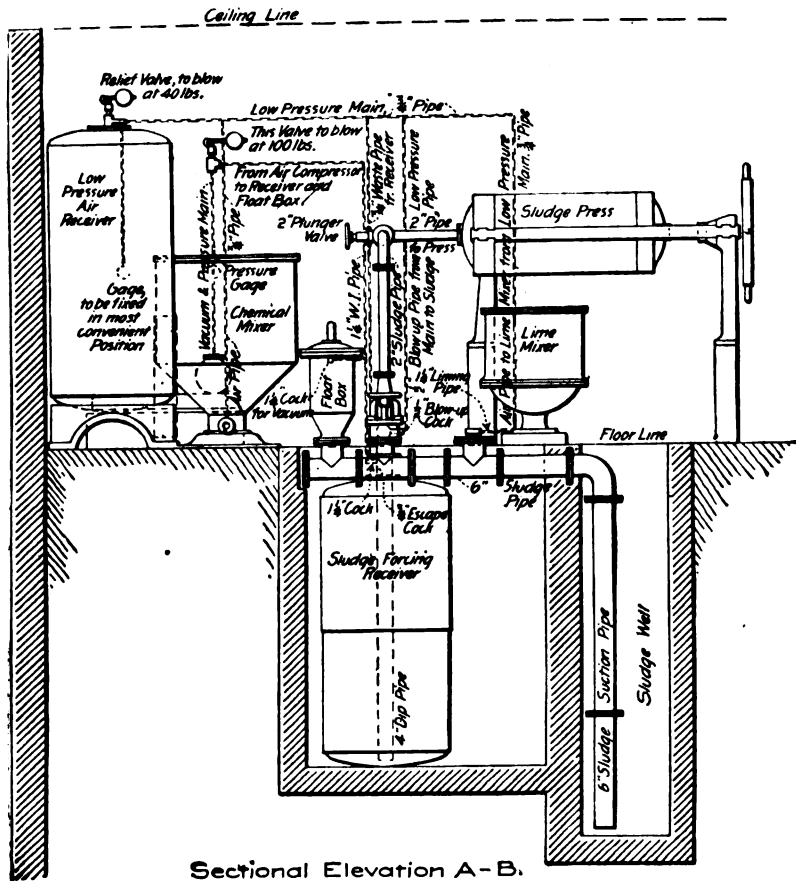 Ceiling Line
Relief Valve, to blow
at 40 lbs.
Low Pressure Main, ¾" Pipe
This Valve to blow
at 100 lbs.
From Air Compressor
to Receiver and
Float Box
Low
Pressure
Air
Receiver
Vacuum & Pressure Main
¾" Pipe
2" Plunger
Valve
Waste Pipe
fr. Receiver
Low Pressure
Pipe
2" Pipe
to Press
Sludge Press
Main. ¾" Pipe
Air Pipe to Lime Mixer from Low Pressure
Gage,
to be fixed
in most
convenient
Position
Pressure
Gage
Chemical
Mixer
Air Pipe
1¼" W. I. Pipe
2" Sludge Pipe
Blow up Pipe from
Main to Sludge
Lime
Mixer
1¼" Cock
for Vacuum
Float
Box
1½" Liming
Pipe
Blow-up
Cock
Floor Line
6"
Sludge
Pipe
1¼" Cock
Escape
Cock
Sludge Forcing
Receiver
4" Dip Pipe
6" Sludge Suction Pipe
Sludge Well
Sectional Elevation A-B.